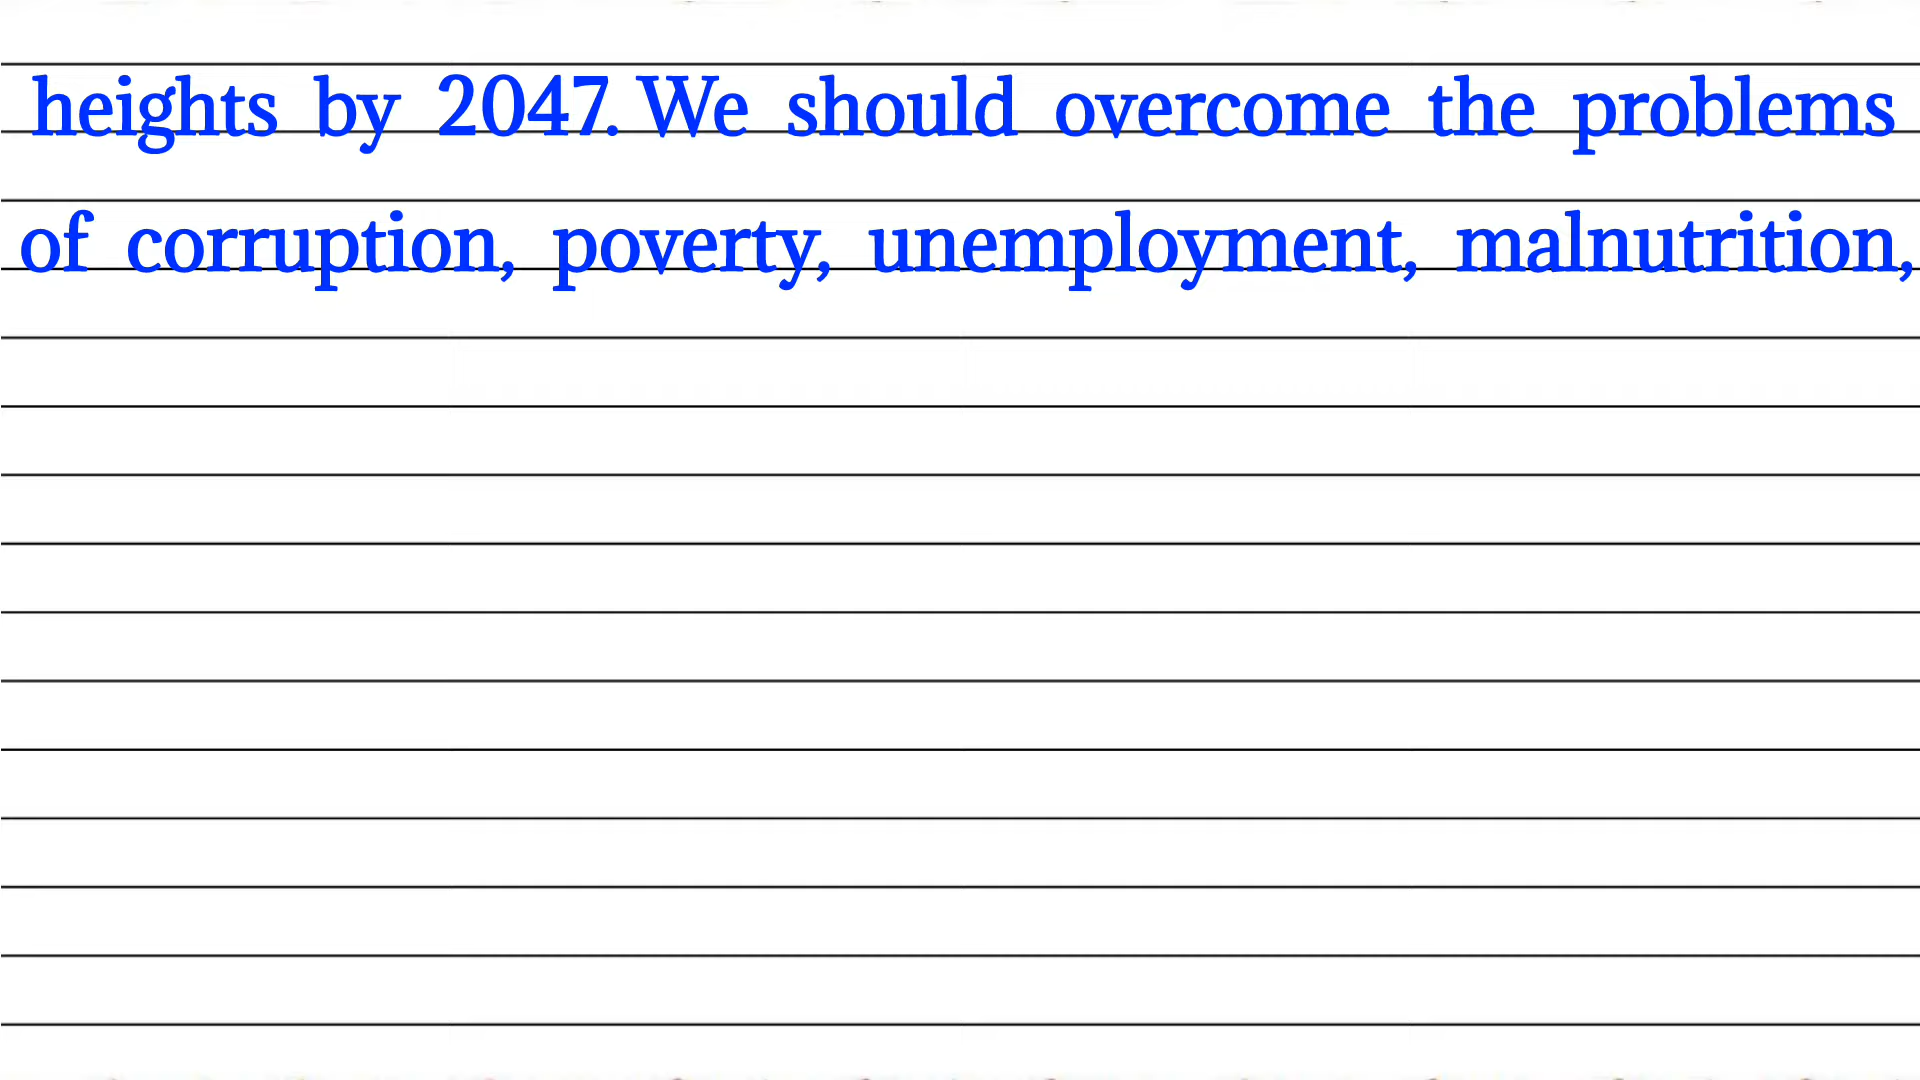 heights by 2047. We should overcome the problems
of corruption, poverty, unemployment, malnutrition,